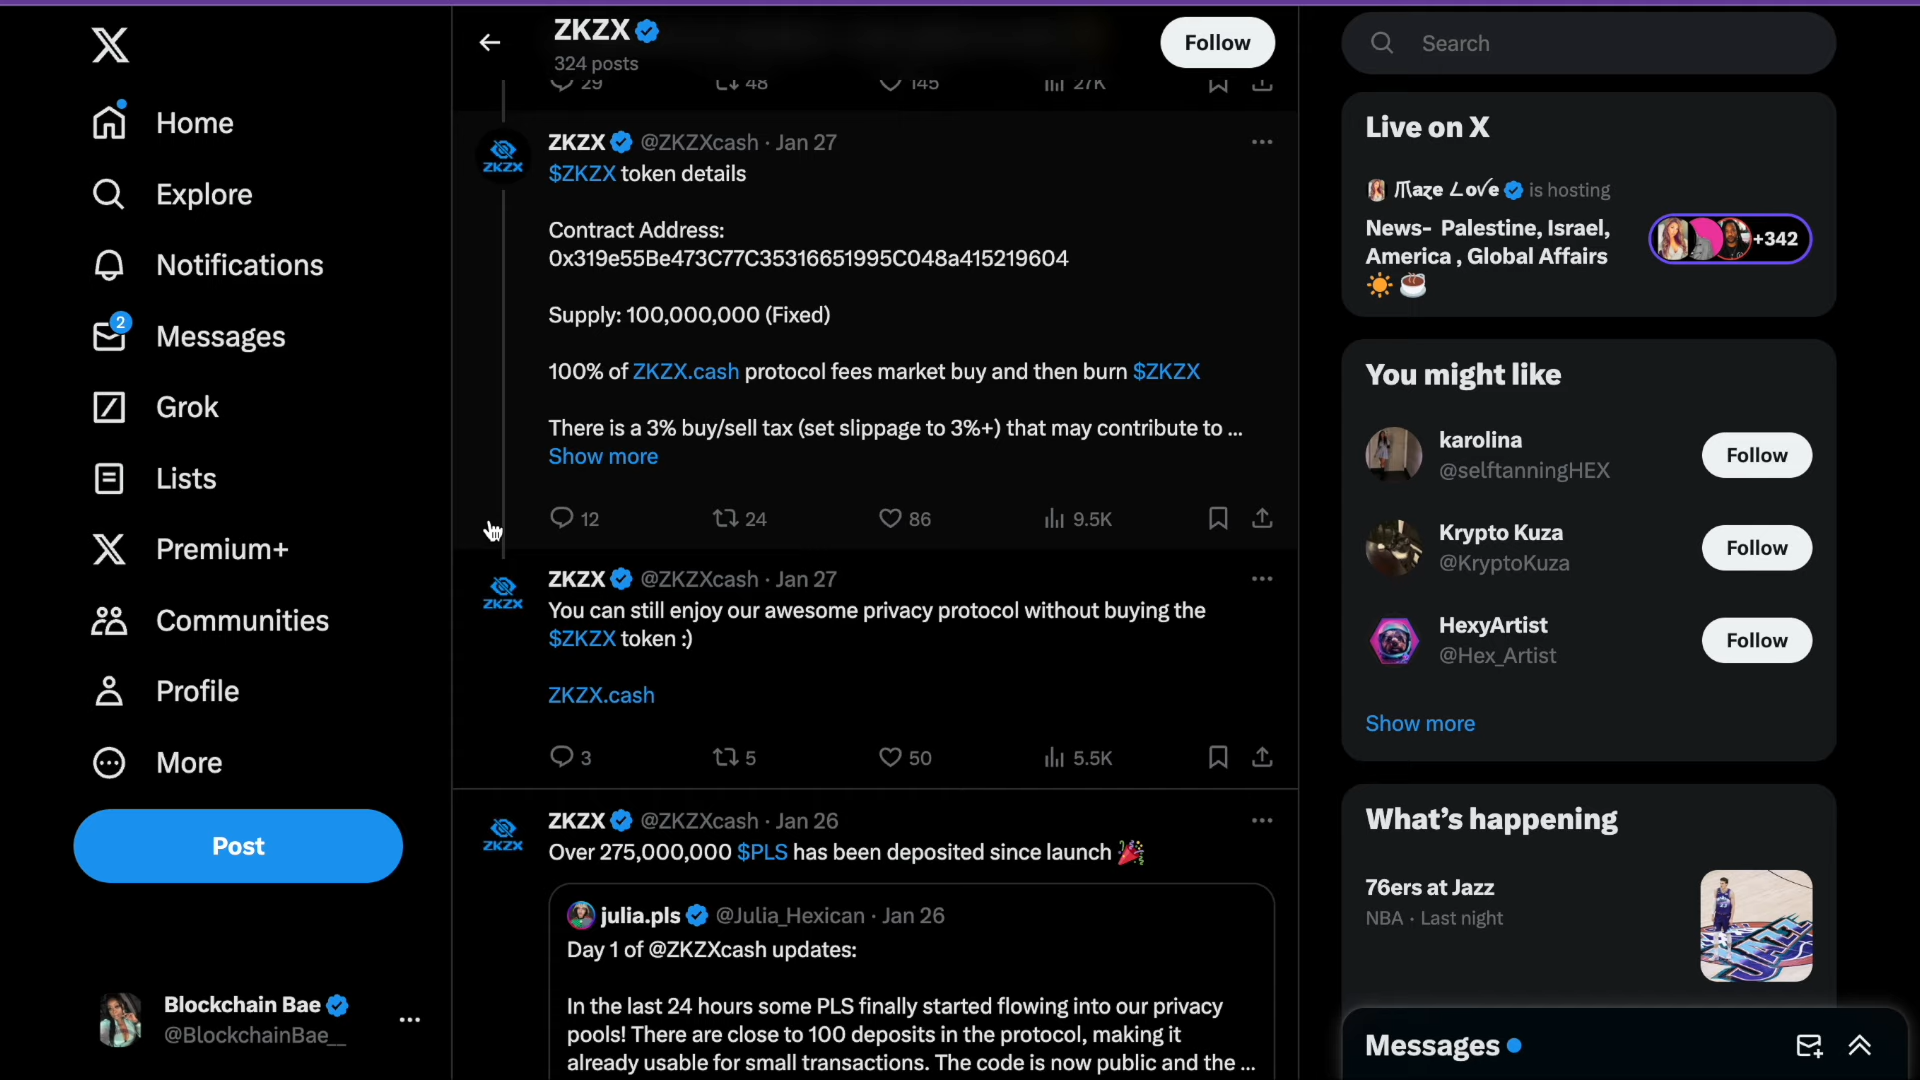 Home
Explore
Notifications
2
Messages
Grok
Lists
Premium+
Communities
Profile
More
Post
Blockchain Bae
@BlockchainBae__
ZKZX
324 posts
Follow
29 48 145 27K
ZKZX
ZKZX @ZKZXcash · Jan 27
$ZKZX token details
Contract Address:
0x319e55Be473C77C35316651995C048a415219604
Supply: 100,000,000 (Fixed)
100% of ZKZX.cash protocol fees market buy and then burn $ZKZX
There is a 3% buy/sell tax (set slippage to 3%+) that may contribute to ...
Show more
12 24 86 9.5K
ZKZX
ZKZX @ZKZXcash · Jan 27
You can still enjoy our awesome privacy protocol without buying the
$ZKZX token :)
ZKZX.cash
3 5 50 5.5K
ZKZX
ZKZX @ZKZXcash · Jan 26
Over 275,000,000 $PLS has been deposited since launch
julia.pls @Julia_Hexican · Jan 26
Day 1 of @ZKZXcash updates:
In the last 24 hours some PLS finally started flowing into our privacy
pools! There are close to 100 deposits in the protocol, making it
already usable for small transactions. The code is now public and the ...
Search
Live on X
Maze Love is hosting
News- Palestine, Israel,
America , Global Affairs
+342
You might like
karolina
@selftanningHEX
Follow
Krypto Kuza
@KryptoKuza
Follow
HexyArtist
@Hex_Artist
Follow
Show more
What's happening
76ers at Jazz
NBA · Last night
Messages